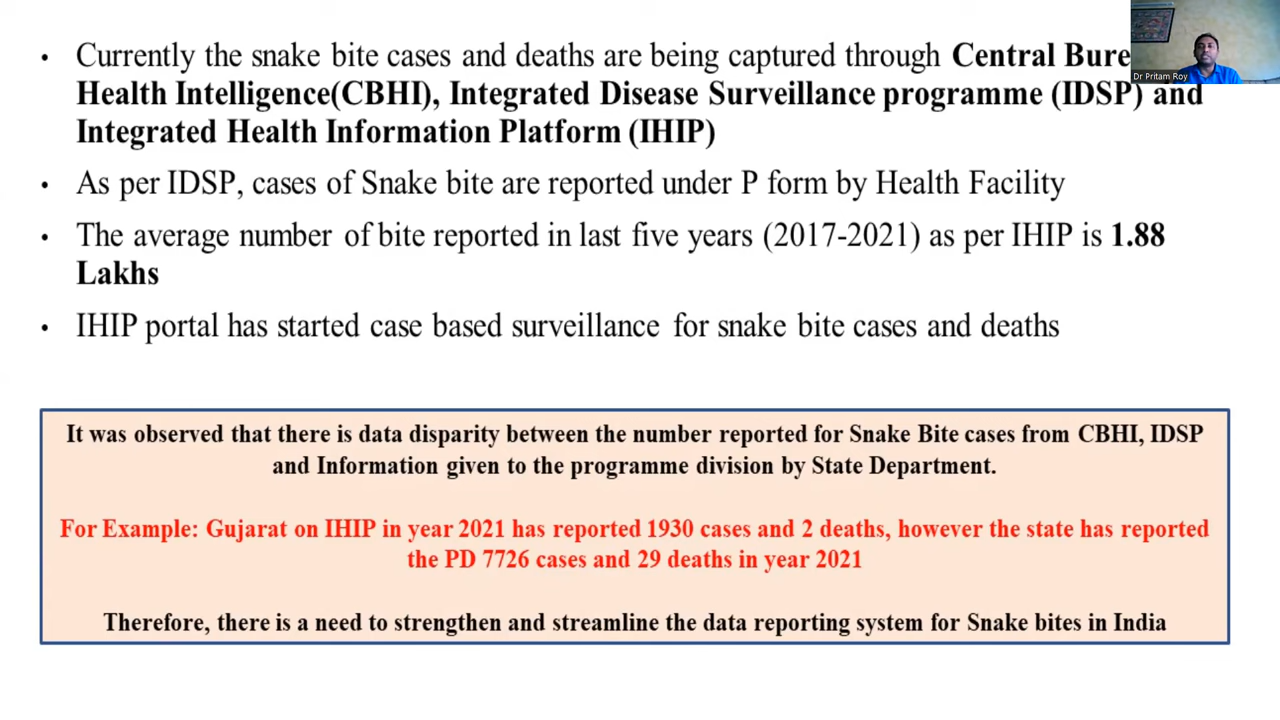 • Currently the snake bite cases and deaths are being captured through Central Bure
Health Intelligence(CBHI), Integrated Disease Surveillance programme (IDSP) and
Integrated Health Information Platform (IHIP)
• As per IDSP, cases of Snake bite are reported under P form by Health Facility
• The average number of bite reported in last five years (2017-2021) as per IHIP is 1.88
Lakhs
• IHIP portal has started case based surveillance for snake bite cases and deaths
It was observed that there is data disparity between the number reported for Snake Bite cases from CBHI, IDSP
and Information given to the programme division by State Department.
For Example: Gujarat on IHIP in year 2021 has reported 1930 cases and 2 deaths, however the state has reported
the PD 7726 cases and 29 deaths in year 2021
Therefore, there is a need to strengthen and streamline the data reporting system for Snake bites in India
Dr Pritam Roy